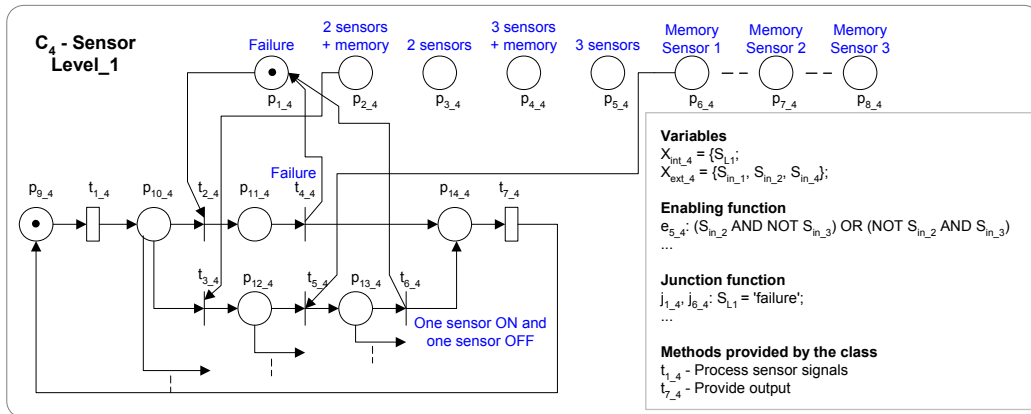 C4 - Sensor
Level_1
Failure
2 sensors
+ memory
2 sensors
3 sensors
+ memory
3 sensors
Memory
Sensor 1
Memory
Sensor 2
Memory
Sensor 3
p1_4
p2_4
p3_4
p4_4
p5_4
p6_4
p7_4
p8_4
Failure
p9_4
t1_4
p10_4
t2_4
p11_4
t4_4
p14_4
t7_4
t3_4
p12_4
t5_4
p13_4
t6_4
One sensor ON and
one sensor OFF
Variables
Xint_4 = {SL1;
Xext_4 = {Sin_1, Sin_2, Sin_4};
Enabling function
e5_4: (Sin_2 AND NOT Sin_3) OR (NOT Sin_2 AND Sin_3)
...
Junction function
j1_4, j6_4: SL1 = 'failure';
...
Methods provided by the class
t1_4 - Process sensor signals
t7_4 - Provide output